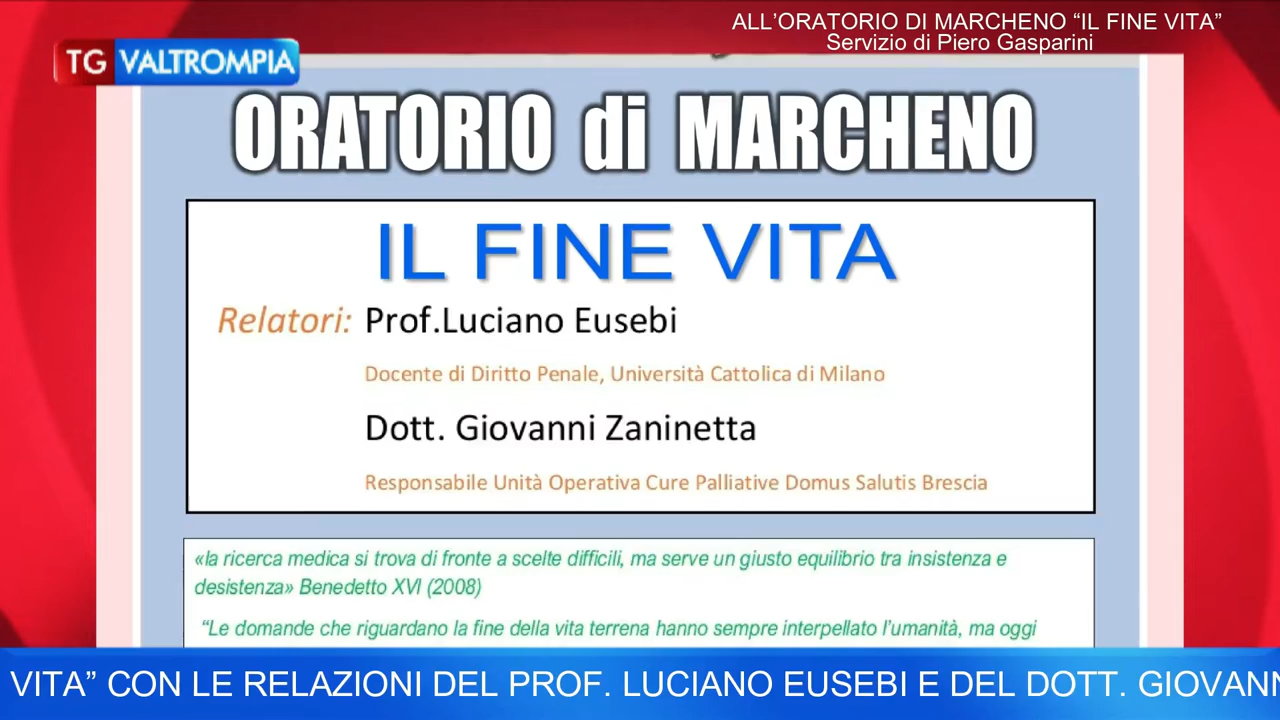 ALL’ORATORIO DI MARCHENO “IL FINE VITA”
Servizio di Piero Gasparini
TG VALTROMPIA
ORATORIO di MARCHENO
IL FINE VITA
Relatori: Prof.Luciano Eusebi
Docente di Diritto Penale, Università Cattolica di Milano
Dott. Giovanni Zaninetta
Responsabile Unità Operativa Cure Palliative Domus Salutis Brescia
«la ricerca medica si trova di fronte a scelte difficili, ma serve un giusto equilibrio tra insistenza e
desistenza» Benedetto XVI (2008)
“Le domande che riguardano la fine della vita terrena hanno sempre interpellato l’umanità, ma oggi
VITA” CON LE RELAZIONI DEL PROF. LUCIANO EUSEBI E DEL DOTT. GIOVANN